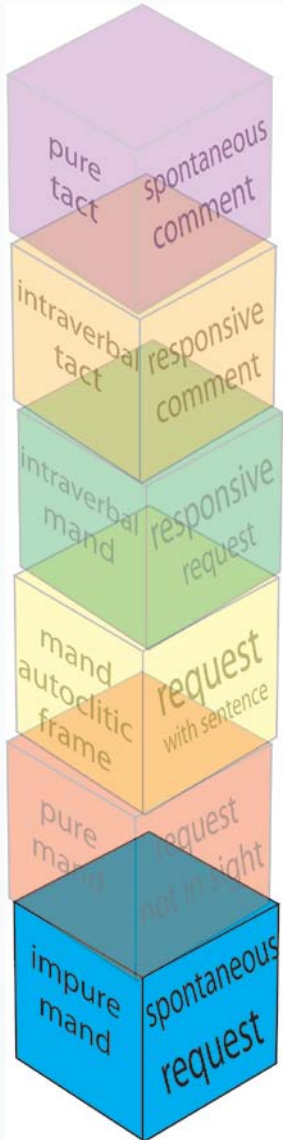 pure
tact
spontaneous
comment
intraverbal
tact
responsive
comment
intraverbal
mand
responsive
request
mand
autoclitic
frame
request
with sentence
pure
mand
request
not in sight
impure
mand
spontaneous
request